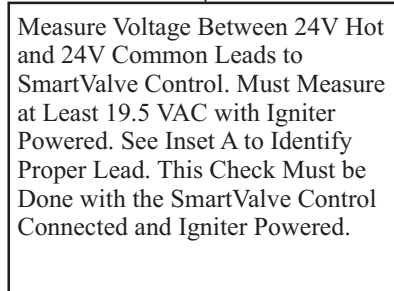 Measure Voltage Between 24V Hot
and 24V Common Leads to
SmartValve Control. Must Measure
at Least 19.5 VAC with Igniter
Powered. See Inset A to Identify
Proper Lead. This Check Must be
Done with the SmartValve Control
Connected and Igniter Powered.